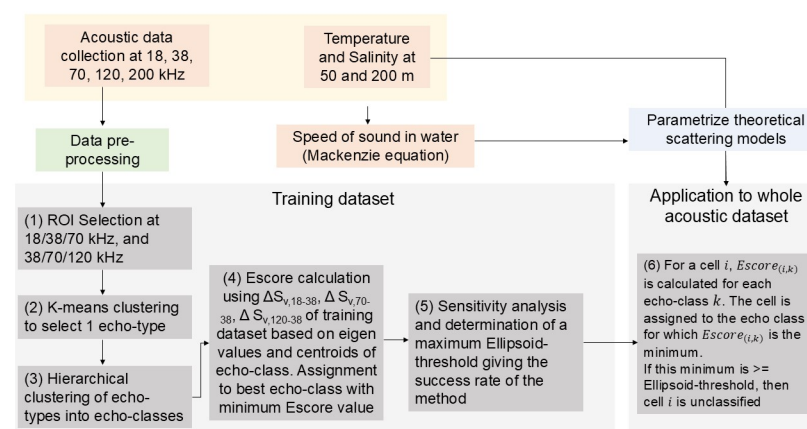 Acoustic data
collection at 18, 38,
70, 120, 200 kHz
Temperature
and Salinity at
50 and 200 m
Data pre-
processing
Speed of sound in water
(Mackenzie equation)
Parametrize theoretical
scattering models
Training dataset
Application to whole
acoustic dataset
(1) ROI Selection at
18/38/70 kHz, and
38/70/120 kHz
(2) K-means clustering
to select 1 echo-type
(3) Hierarchical
clustering of echo-
types into echo-classes
(4) Escore calculation
using ΔSv,18-38, Δ Sv,70-
38, Δ Sv,120-38 of training
dataset based on eigen
values and centroids of
echo-class. Assignment
to best echo-class with
minimum Escore value
(5) Sensitivity analysis
and determination of a
maximum Ellipsoid-
threshold giving the
success rate of the
method
(6) For a cell i, Escore(i,k)
is calculated for each
echo-class k. The cell is
assigned to the echo class
for which Escore(i,k) is the
minimum.
If this minimum is >=
Ellipsoid-threshold, then
cell i is unclassified